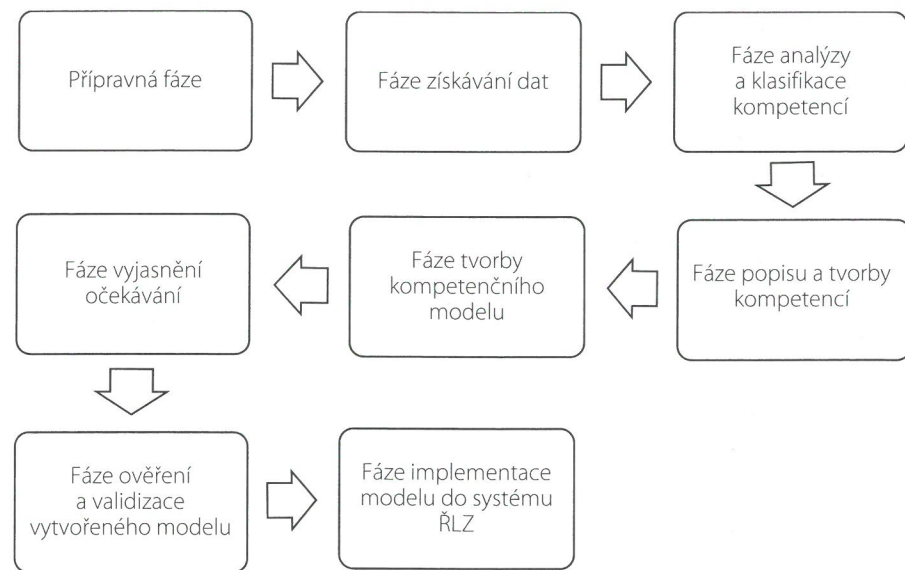 Přípravná fáze
Fáze získávání dat
Fáze analýzy
a klasifikace
kompetencí
Fáze popisu a tvorby
kompetencí
Fáze tvorby
kompetenčního
modelu
Fáze vyjasnění
očekávání
Fáze ověření
a validizace
vytvořeného modelu
Fáze implementace
modelu do systému
ŘLZ